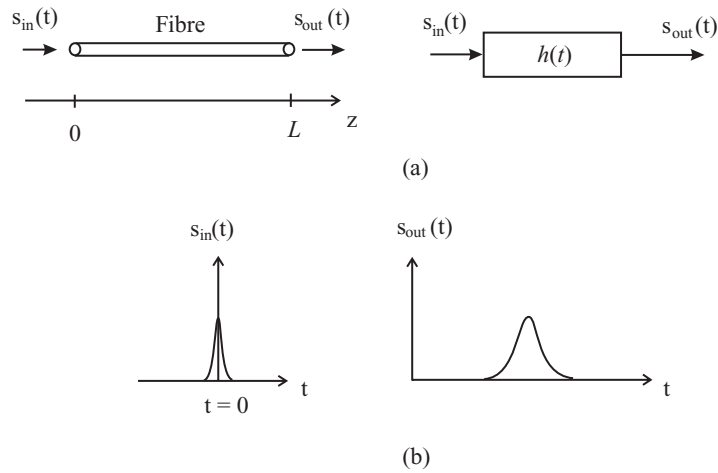 s_in(t)
Fibre
s_out(t)
0
L
z
s_in(t)
h(t)
s_out(t)
(a)
s_in(t)
t
t = 0
s_out(t)
t
(b)